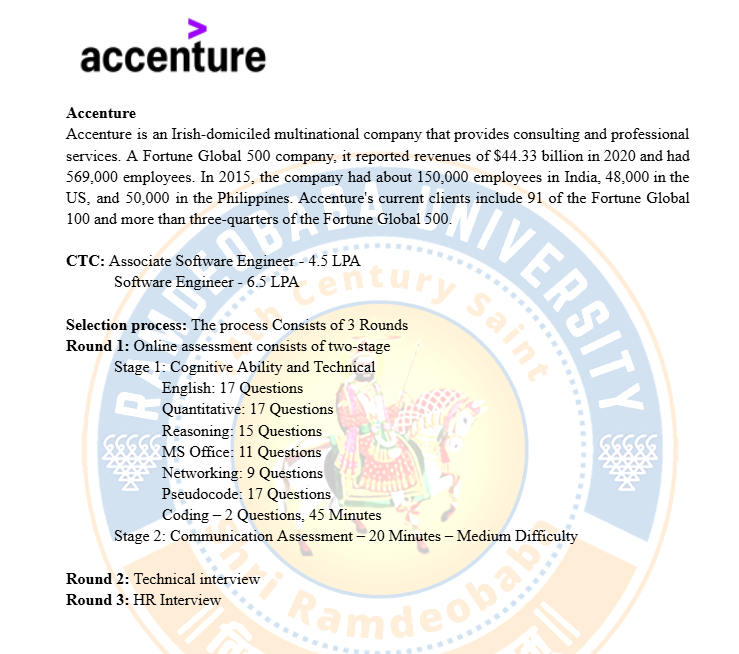 accenture
Accenture
Accenture is an Irish-domiciled multinational company that provides consulting and professional
services. A Fortune Global 500 company, it reported revenues of $44.33 billion in 2020 and had
569,000 employees. In 2015, the company had about 150,000 employees in India, 48,000 in the
US, and 50,000 in the Philippines. Accenture's current clients include 91 of the Fortune Global
100 and more than three-quarters of the Fortune Global 500.
CTC: Associate Software Engineer - 4.5 LPA
Software Engineer - 6.5 LPA
Selection process: The process Consists of 3 Rounds
Round 1: Online assessment consists of two-stage
Stage 1: Cognitive Ability and Technical
English: 17 Questions
Quantitative: 17 Questions
Reasoning: 15 Questions
MS Office: 11 Questions
Networking: 9 Questions
Pseudocode: 17 Questions
Coding – 2 Questions, 45 Minutes
Stage 2: Communication Assessment – 20 Minutes – Medium Difficulty
Round 2: Technical interview
Round 3: HR Interview
RAMDEOBABA UNIVERSITY
Century Saint
Shri Ramdeobaba